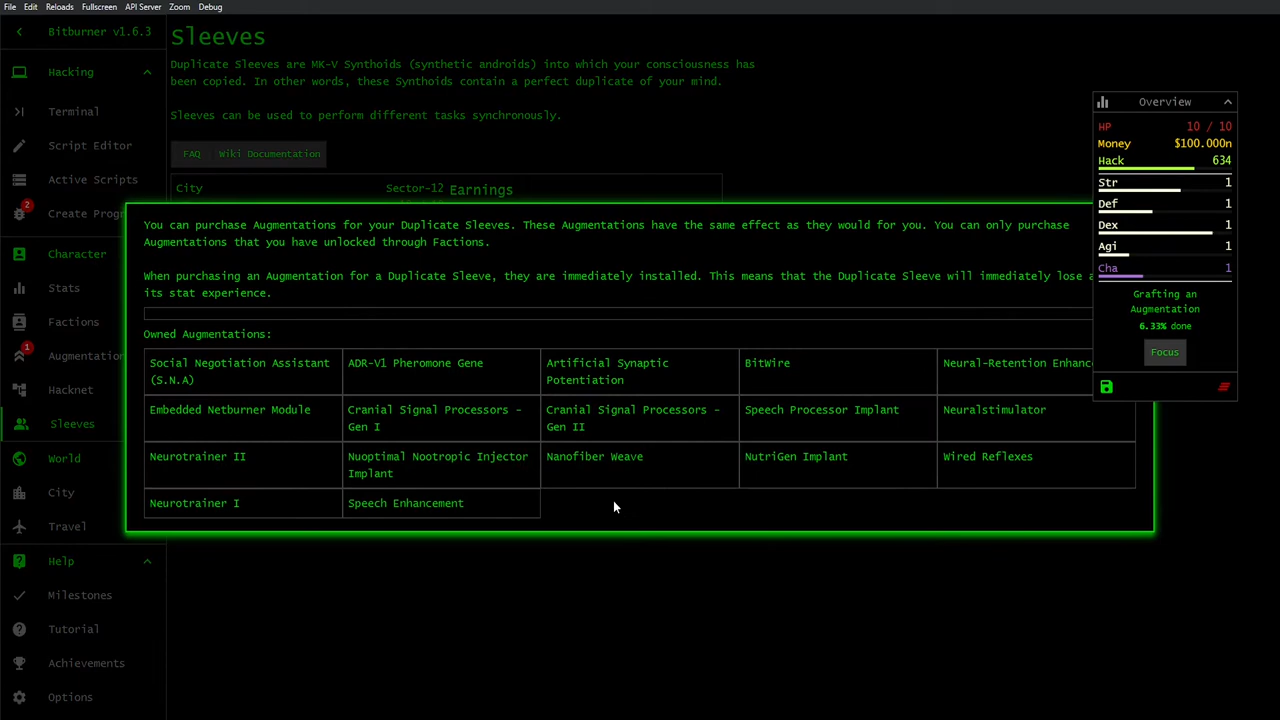 File Edit Reloads Fullscreen API Server Zoom Debug
Bitburner v1.6.3
Hacking
Terminal
Script Editor
Active Scripts
2
Create Progr
Character
Stats
Factions
1
Augmentation
Hacknet
Sleeves
World
City
Travel
Help
Milestones
Tutorial
Achievements
Options
Sleeves
Duplicate Sleeves are MK-V Synthoids (synthetic androids) into which your consciousness has
been copied. In other words, these Synthoids contain a perfect duplicate of your mind.
Sleeves can be used to perform different tasks synchronously.
FAQ Wiki Documentation
City Sector-12 Earnings
You can purchase Augmentations for your Duplicate Sleeves. These Augmentations have the same effect as they would for you. You can only purchase
Augmentations that you have unlocked through Factions.
When purchasing an Augmentation for a Duplicate Sleeve, they are immediately installed. This means that the Duplicate Sleeve will immediately lose a
its stat experience.
Owned Augmentations:
Social Negotiation Assistant
(S.N.A)
ADR-V1 Pheromone Gene
Artificial Synaptic
Potentiation
BitWire
Neural-Retention Enhanc
Embedded Netburner Module
Cranial Signal Processors -
Gen I
Cranial Signal Processors -
Gen II
Speech Processor Implant
Neuralstimulator
Neurotrainer II
Nuoptimal Nootropic Injector
Implant
Nanofiber Weave
NutriGen Implant
Wired Reflexes
Neurotrainer I
Speech Enhancement
Overview
HP 10 / 10
Money $100.000n
Hack 634
Str 1
Def 1
Dex 1
Agi 1
Cha 1
Grafting an
Augmentation
6.33% done
Focus